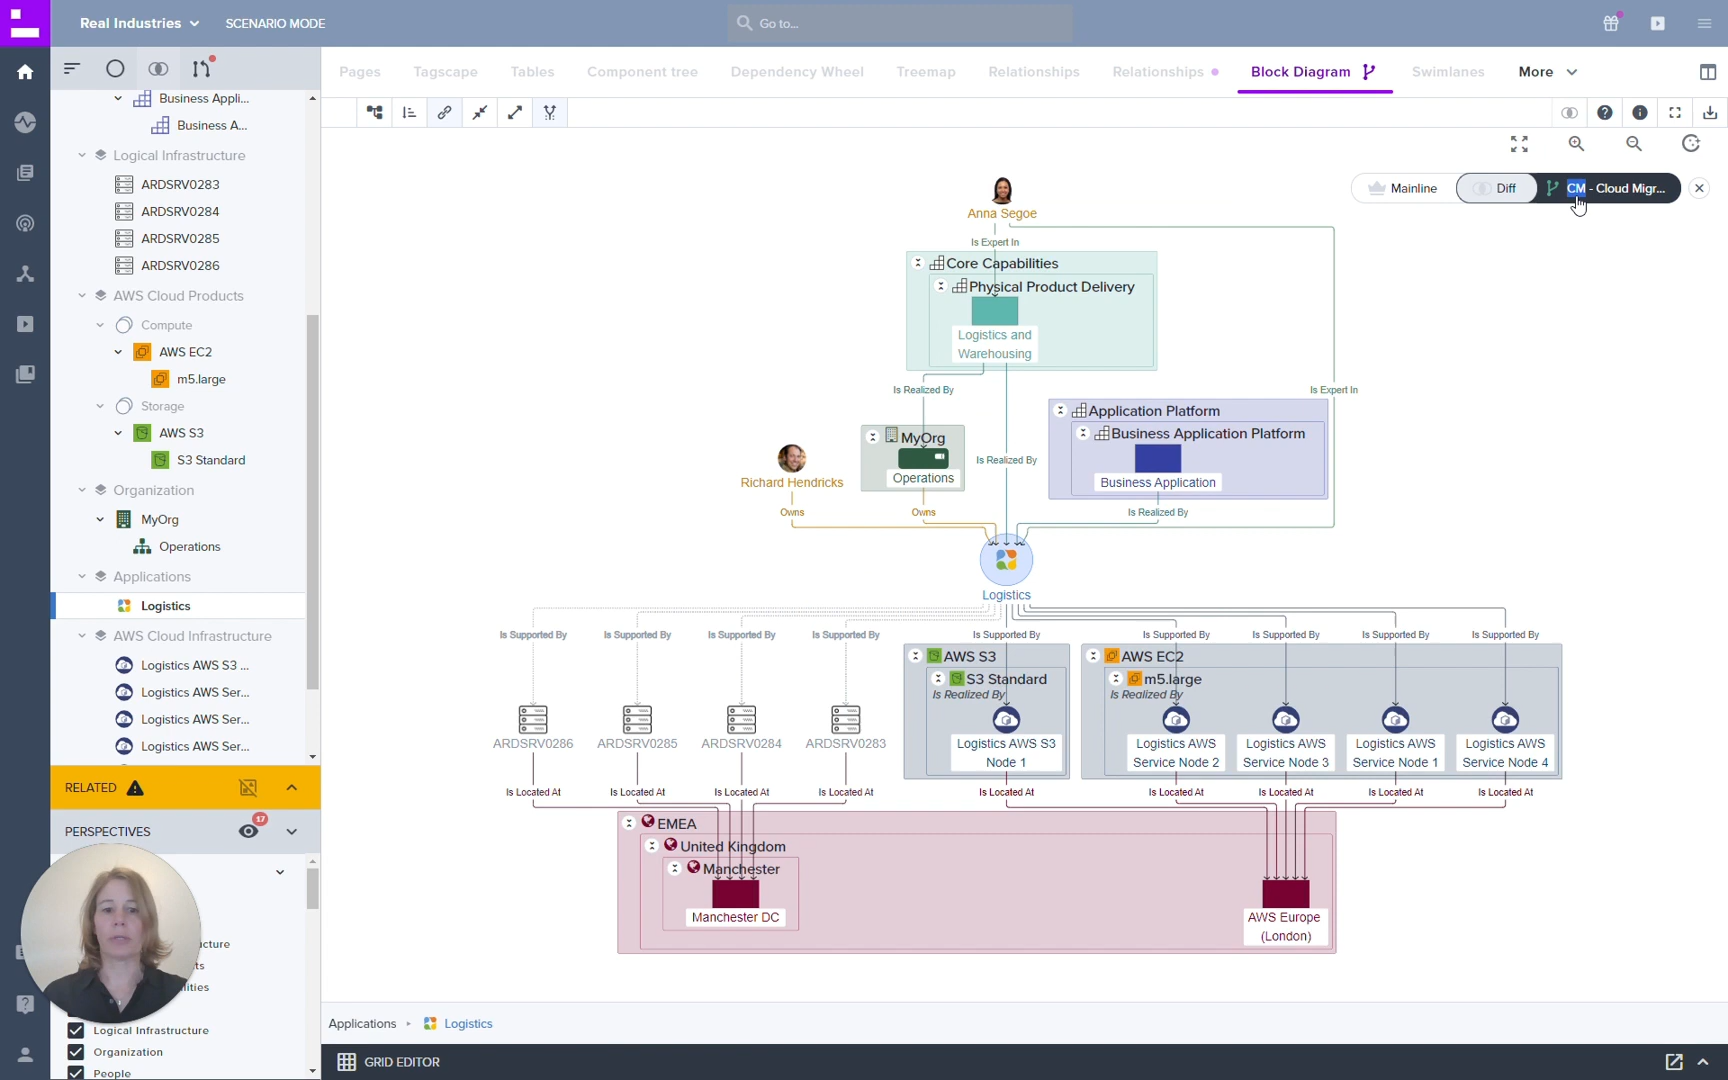 Real Industries
SCENARIO MODE
Go to...
Pages
Tagscape
Tables
Component tree
Dependency Wheel
Treemap
Relationships
Relationships
Block Diagram
Swimlanes
More
Business Appli...
Business A...
Logical Infrastructure
ARDSRV0283
ARDSRV0284
ARDSRV0285
ARDSRV0286
AWS Cloud Products
Compute
AWS EC2
m5.large
Storage
AWS S3
S3 Standard
Organization
MyOrg
Operations
Applications
Logistics
AWS Cloud Infrastructure
Logistics AWS S3 ...
Logistics AWS Ser...
Logistics AWS Ser...
Logistics AWS Ser...
RELATED
PERSPECTIVES
17
ucture
ts
ilities
Logical Infrastructure
Organization
People
Mainline
Diff
CM - Cloud Migr...
Anna Segoe
Is Expert In
Core Capabilities
Physical Product Delivery
Logistics and
Warehousing
Is Realized By
Is Expert In
Application Platform
Business Application Platform
MyOrg
Is Realized By
Richard Hendricks
Operations
Business Application
Owns
Owns
Is Realized By
Logistics
Is Supported By
Is Supported By
Is Supported By
Is Supported By
Is Supported By
Is Supported By
Is Supported By
Is Supported By
Is Supported By
AWS S3
AWS EC2
S3 Standard
m5.large
Is Realized By
Is Realized By
ARDSRV0286
ARDSRV0285
ARDSRV0284
ARDSRV0283
Logistics AWS S3
Node 1
Logistics AWS
Service Node 2
Logistics AWS
Service Node 3
Logistics AWS
Service Node 1
Logistics AWS
Service Node 4
Is Located At
Is Located At
Is Located At
Is Located At
Is Located At
Is Located At
Is Located At
Is Located At
Is Located At
EMEA
United Kingdom
Manchester
Manchester DC
AWS Europe
(London)
Applications
Logistics
GRID EDITOR